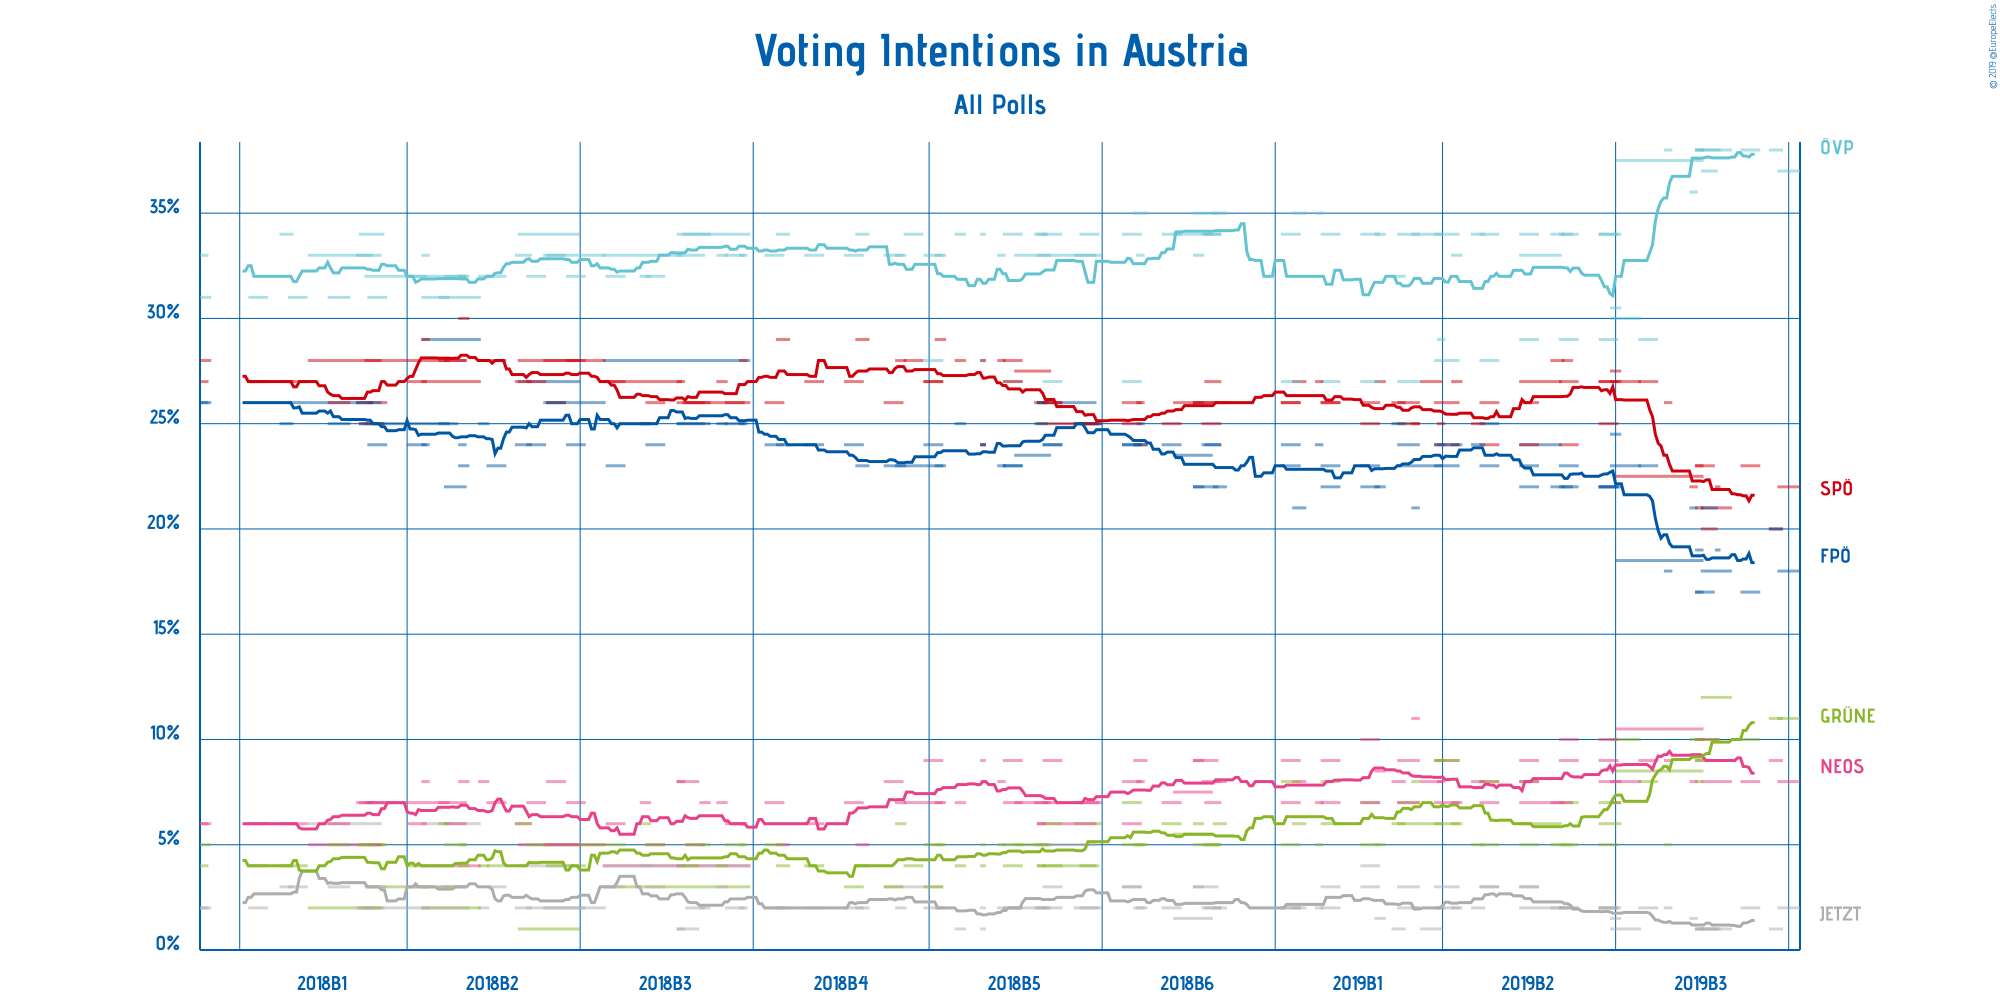 Voting Intentions in Austria
All Polls
© 2019 @EuropeElects
ÖVP
35%
30%
25%
20%
15%
10%
5%
0%
SPÖ
FPÖ
GRÜNE
NEOS
JETZT
2018B1 2018B2 2018B3 2018B4 2018B5 2018B6 2019B1 2019B2 2019B3